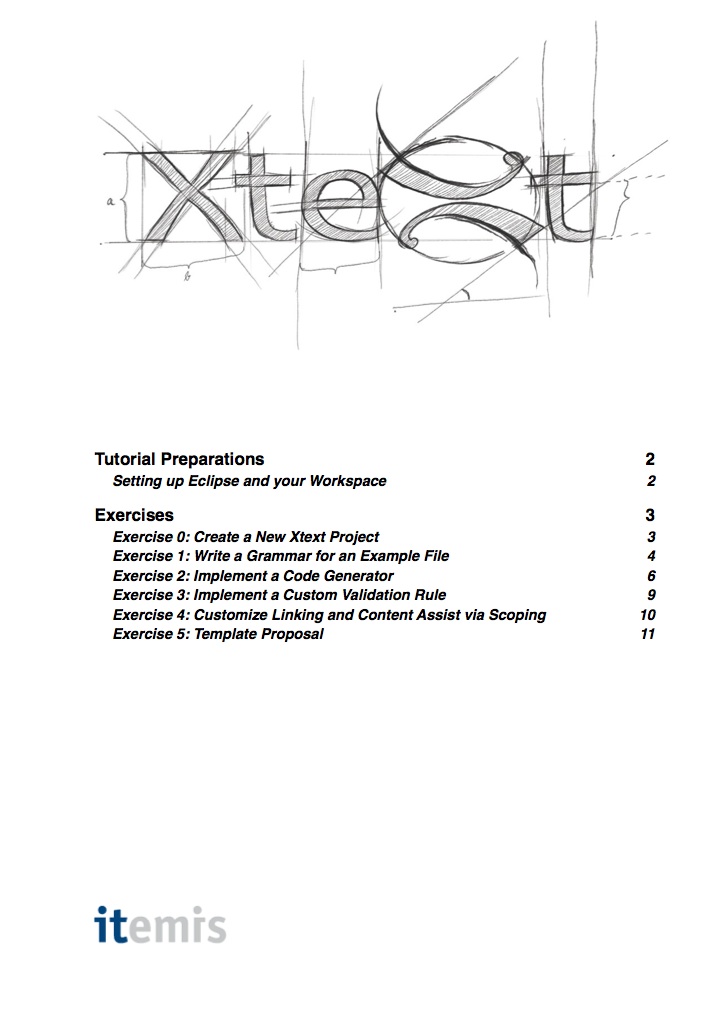 Xtext
a
b
Tutorial Preparations 2
Setting up Eclipse and your Workspace 2
Exercises 3
Exercise 0: Create a New Xtext Project 3
Exercise 1: Write a Grammar for an Example File 4
Exercise 2: Implement a Code Generator 6
Exercise 3: Implement a Custom Validation Rule 9
Exercise 4: Customize Linking and Content Assist via Scoping 10
Exercise 5: Template Proposal 11
itemis